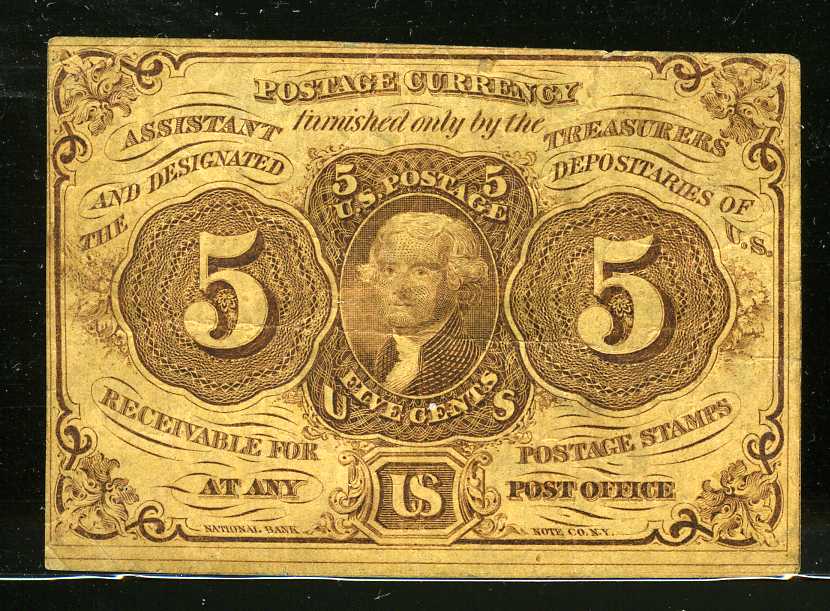 POSTAGE CURRENCY
furnished only by the
ASSISTANT TREASURERS
AND DESIGNATED DEPOSITARIES OF
THE U.S.
5 5
U.S. POSTAGE
5 5
FIVE CENTS
U S
RECEIVABLE FOR POSTAGE STAMPS
AT ANY US POST OFFICE
NATIONAL BANK NOTE CO. N.Y.